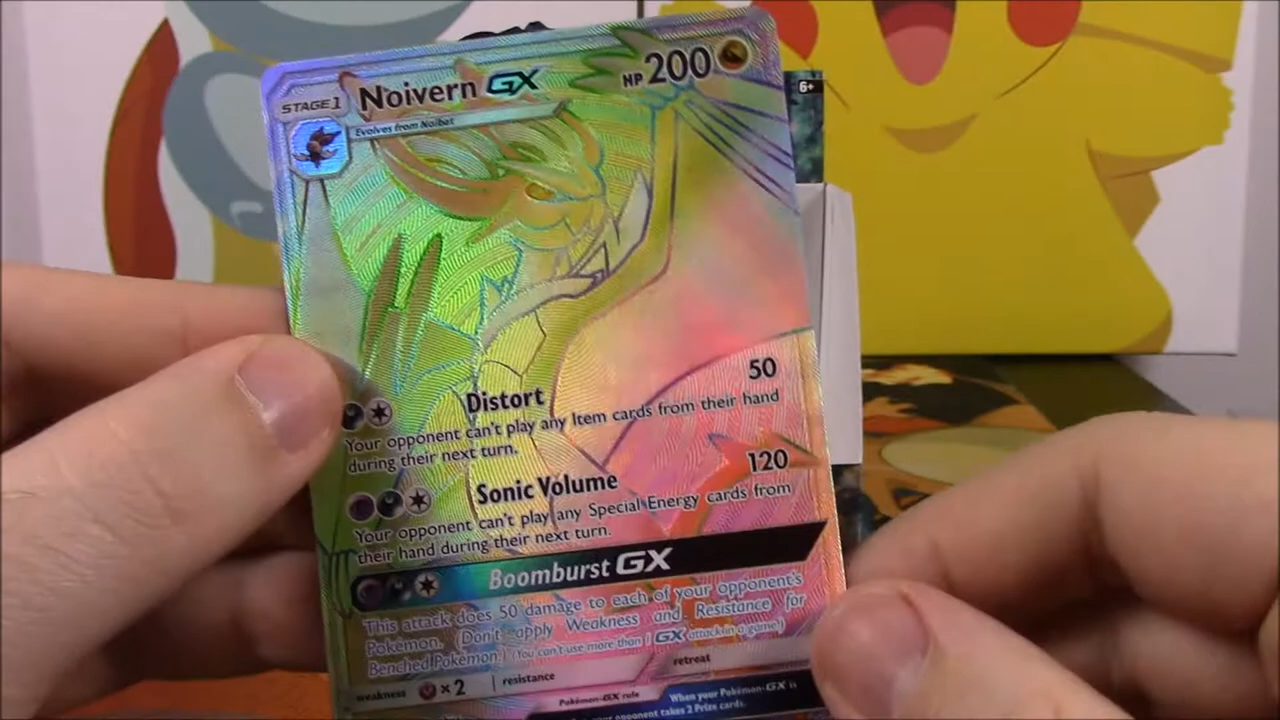 STAGE 1
Noivern GX
HP 200
Evolves from Noibat
6+
Distort 50
Your opponent can't play any Item cards from their hand
during their next turn.
Sonic Volume 120
Your opponent can't play any Special Energy cards from
their hand during their next turn.
Boomburst GX
This attack does 50 damage to each of your opponent's
Pokémon. (Don't apply Weakness and Resistance for
Benched Pokémon.) (You can't use more than 1 GX attack in a game.)
weakness ×2 resistance retreat
Pokémon-GX rule When your Pokémon-GX is
opponent takes 2 Prize cards.